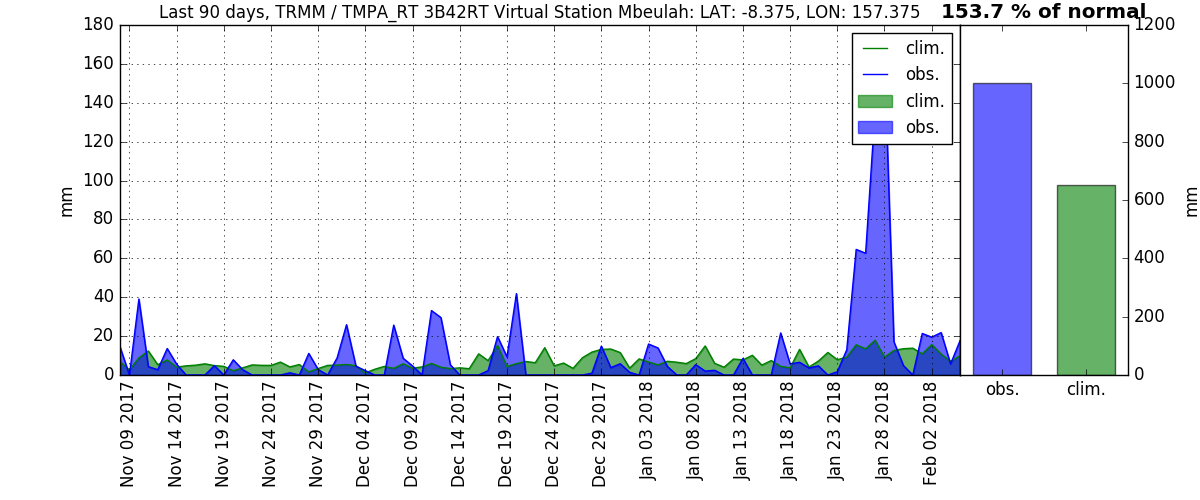 Last 90 days, TRMM / TMPA_RT 3B42RT Virtual Station Mbeulah: LAT: -8.375, LON: 157.375
153.7 % of normal
180
160
140
120
100
80
60
40
20
0
mm
clim.
obs.
clim.
obs.
Nov 09 2017
Nov 14 2017
Nov 19 2017
Nov 24 2017
Nov 29 2017
Dec 04 2017
Dec 09 2017
Dec 14 2017
Dec 19 2017
Dec 24 2017
Dec 29 2017
Jan 03 2018
Jan 08 2018
Jan 13 2018
Jan 18 2018
Jan 23 2018
Jan 28 2018
Feb 02 2018
1200
1000
800
600
400
200
0
mm
obs.
clim.